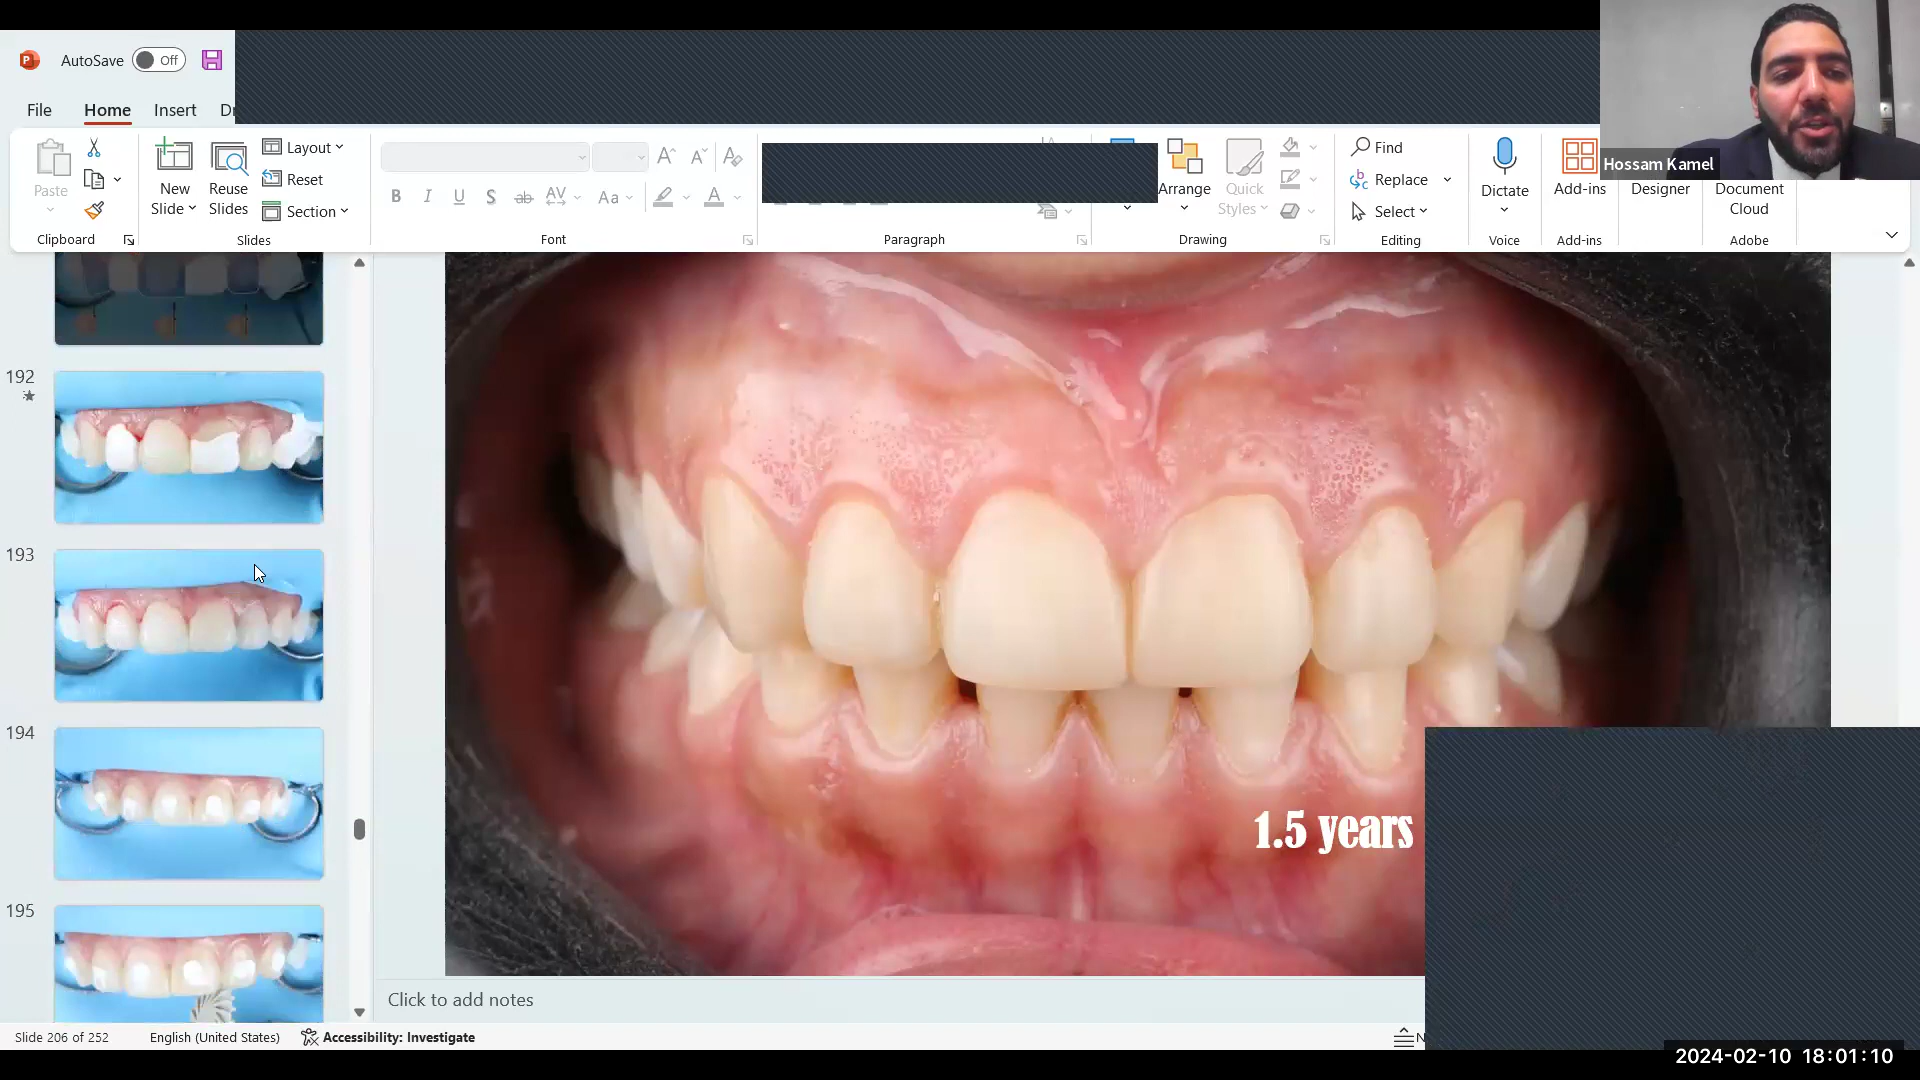 AutoSave Off
File Home Insert
Paste
New Slide
Reuse Slides
Layout
Reset
Section
B I U S ab AV Aa A
Arrange
Quick Styles
Find
Replace
Select
Dictate
Add-ins
Designer
Document Cloud
Clipboard
Slides
Font
Paragraph
Drawing
Editing
Voice
Add-ins
Adobe
Hossam Kamel
192
193
194
195
1.5 years
Click to add notes
Slide 206 of 252
English (United States)
Accessibility: Investigate
2024-02-10 18:01:10